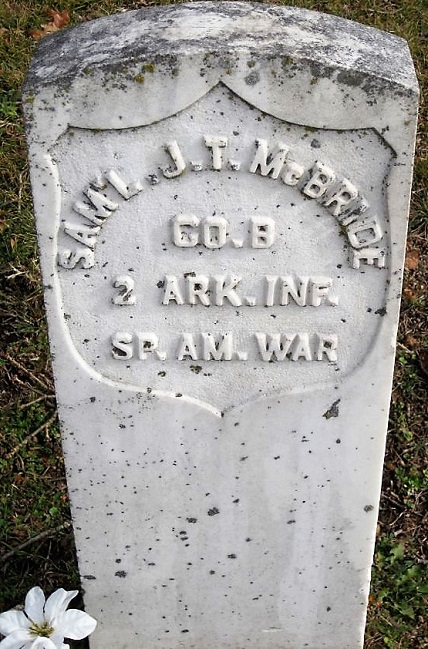 SAM'L. J.T. McBRIDE
CO. B
2 ARK. INF.
SP. AM. WAR